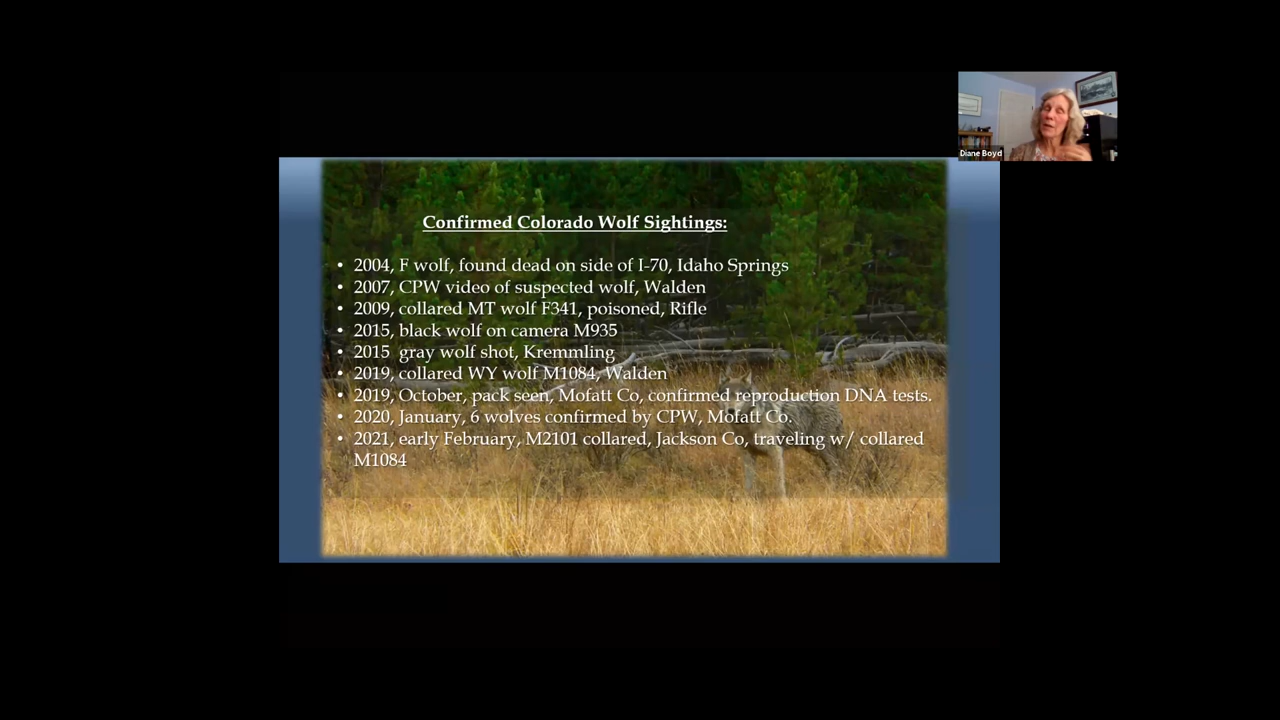 Diane Boyd
Confirmed Colorado Wolf Sightings:
• 2004, F wolf, found dead on side of I-70, Idaho Springs
• 2007, CPW video of suspected wolf, Walden
• 2009, collared MT wolf F341, poisoned, Rifle
• 2015, black wolf on camera M935
• 2015 gray wolf shot, Kremmling
• 2019, collared WY wolf M1084, Walden
• 2019, October, pack seen, Mofatt Co, confirmed reproduction DNA tests.
• 2020, January, 6 wolves confirmed by CPW, Mofatt Co.
• 2021, early February, M2101 collared, Jackson Co, traveling w/ collared
M1084